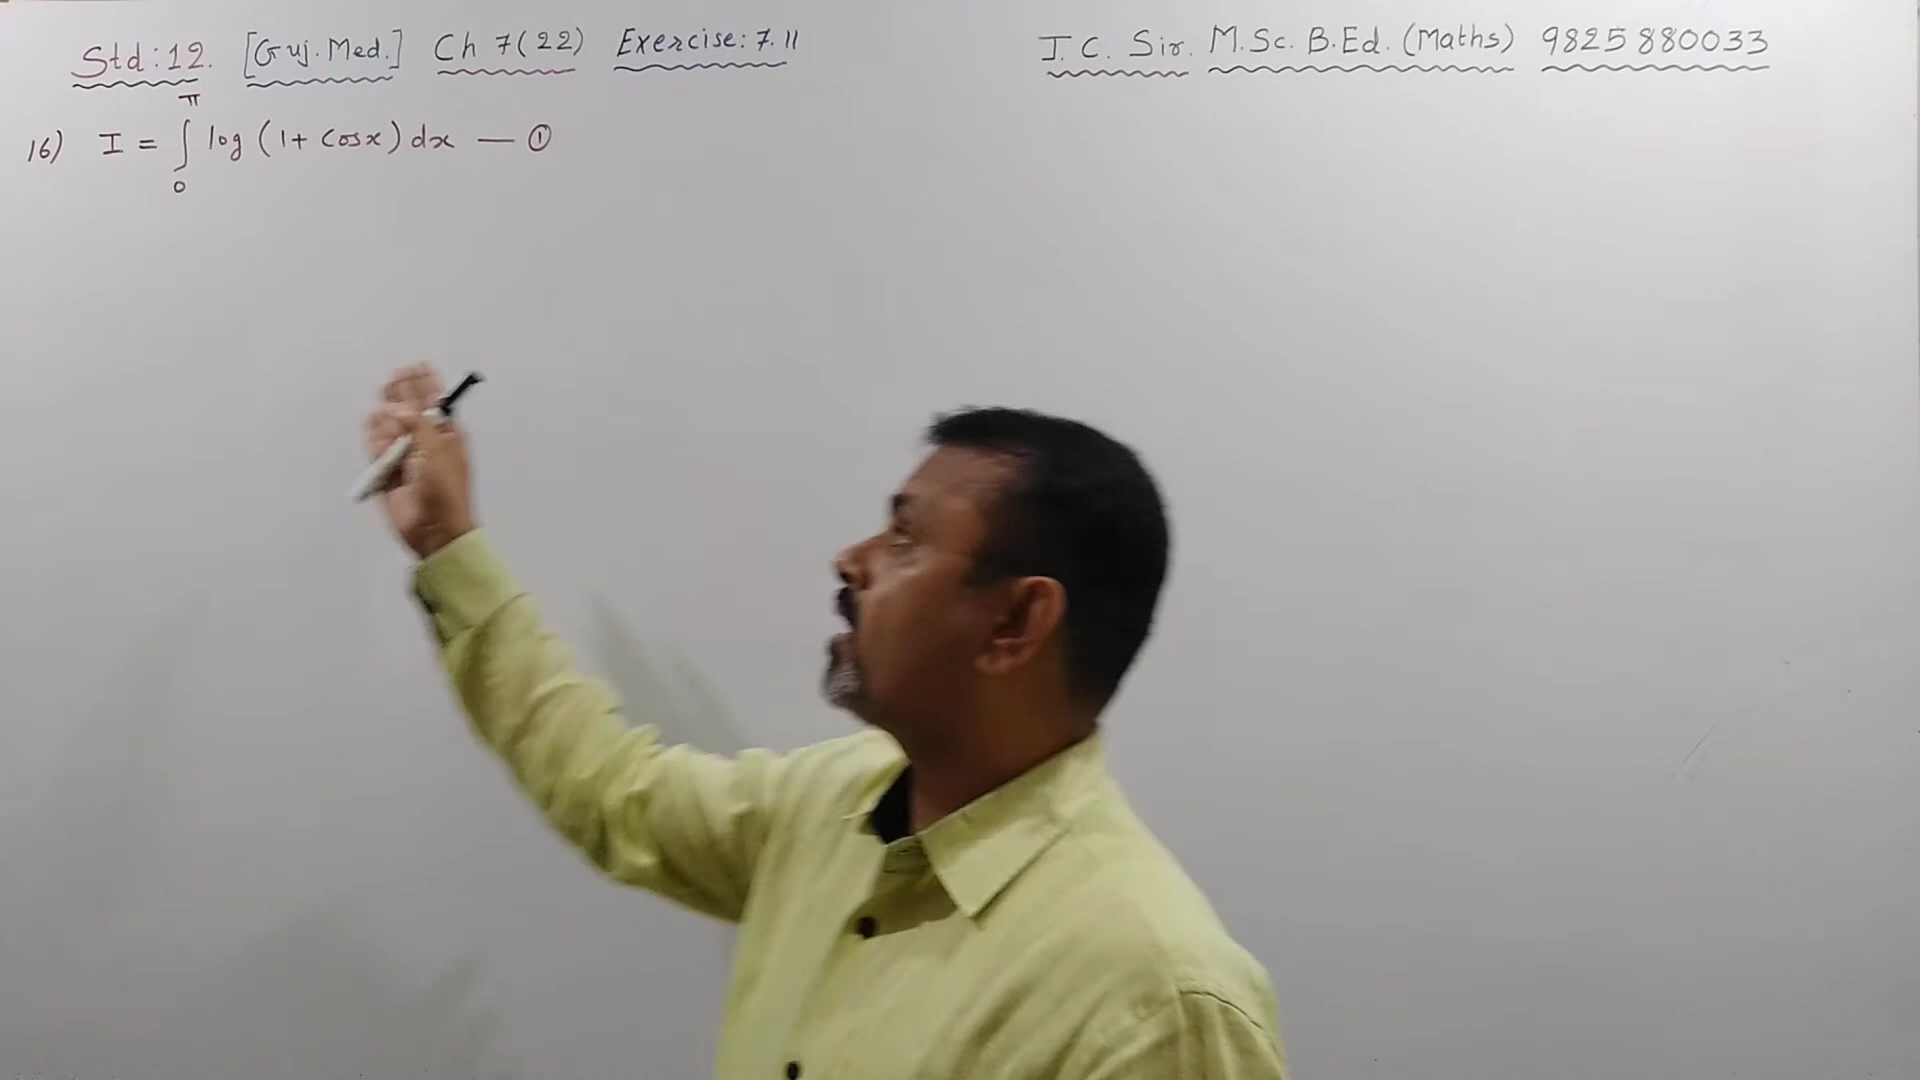 Std:12. [Guj. Med.] Ch 7(22) Exercise: 7.11 J. C. Sir. M.Sc. B.Ed. (Maths) 9825880033
16) I = ∫₀^π log (1+ cosx) dx — ①